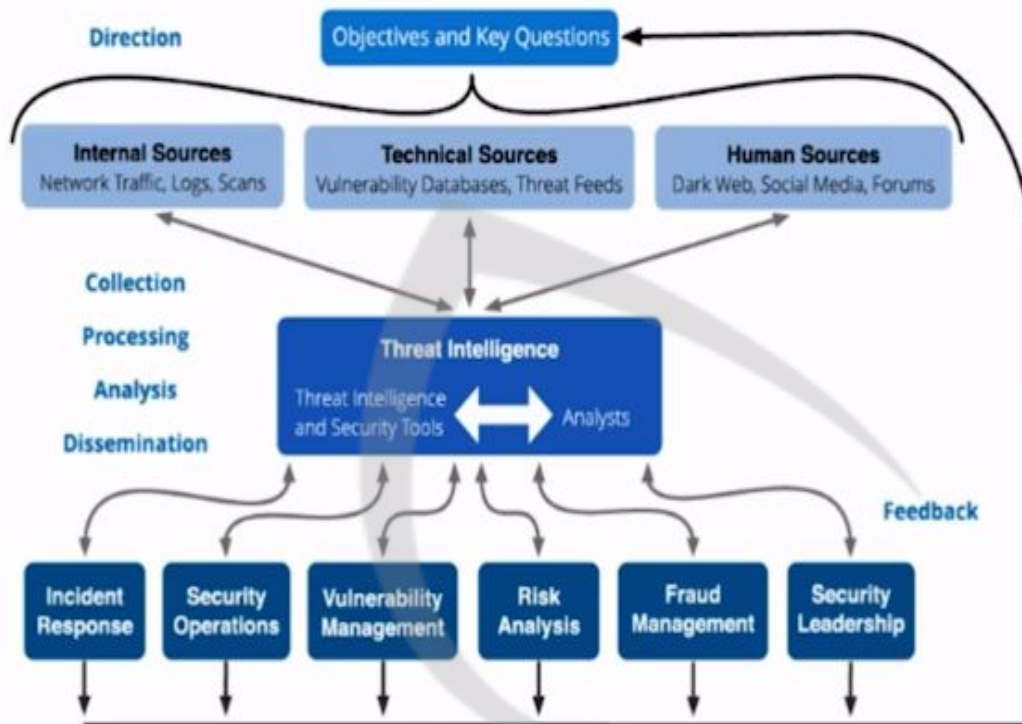 Direction
Objectives and Key Questions
Internal Sources
Network Traffic, Logs, Scans
Technical Sources
Vulnerability Databases, Threat Feeds
Human Sources
Dark Web, Social Media, Forums
Collection
Processing
Analysis
Dissemination
Threat Intelligence
Threat Intelligence
and Security Tools
Analysts
Feedback
Incident
Response
Security
Operations
Vulnerability
Management
Risk
Analysis
Fraud
Management
Security
Leadership